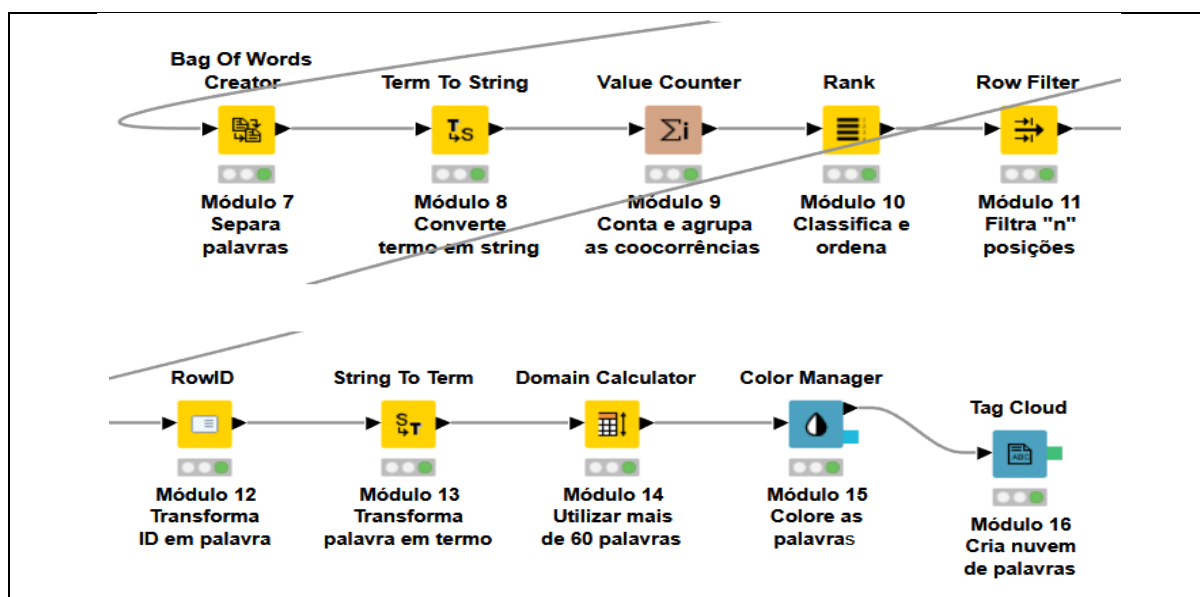 Bag Of Words
Creator
Term To String
Value Counter
Rank
Row Filter
T
S
Σi
Módulo 7
Separa
palavras
Módulo 8
Converte
termo em string
Módulo 9
Conta e agrupa
as coocorrências
Módulo 10
Classifica e
ordena
Módulo 11
Filtra "n"
posições
RowID
String To Term
Domain Calculator
Color Manager
Tag Cloud
S
T
ABC
Módulo 12
Transforma
ID em palavra
Módulo 13
Transforma
palavra em termo
Módulo 14
Utilizar mais
de 60 palavras
Módulo 15
Colore as
palavras
Módulo 16
Cria nuvem
de palavras